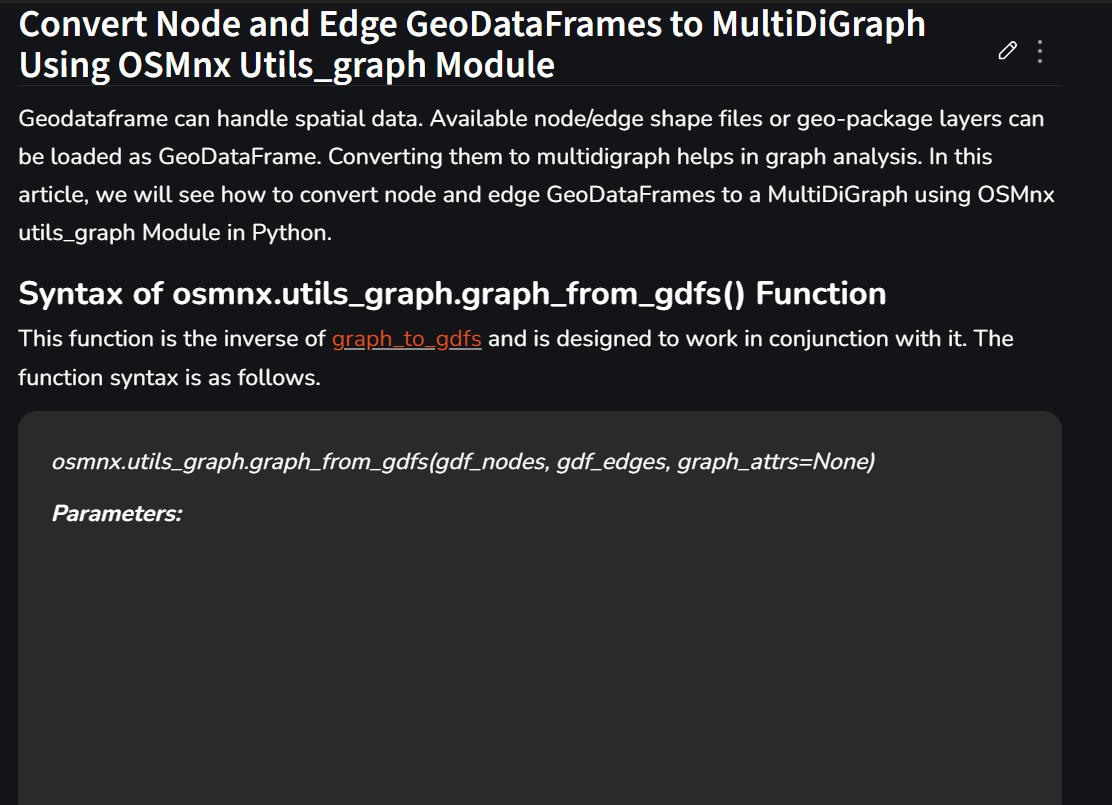 Convert Node and Edge GeoDataFrames to MultiDiGraph
Using OSMnx Utils_graph Module
Geodataframe can handle spatial data. Available node/edge shape files or geo-package layers can
be loaded as GeoDataFrame. Converting them to multidigraph helps in graph analysis. In this
article, we will see how to convert node and edge GeoDataFrames to a MultiDiGraph using OSMnx
utils_graph Module in Python.
Syntax of osmnx.utils_graph.graph_from_gdfs() Function
This function is the inverse of graph_to_gdfs and is designed to work in conjunction with it. The
function syntax is as follows.
osmnx.utils_graph.graph_from_gdfs(gdf_nodes, gdf_edges, graph_attrs=None)
Parameters: